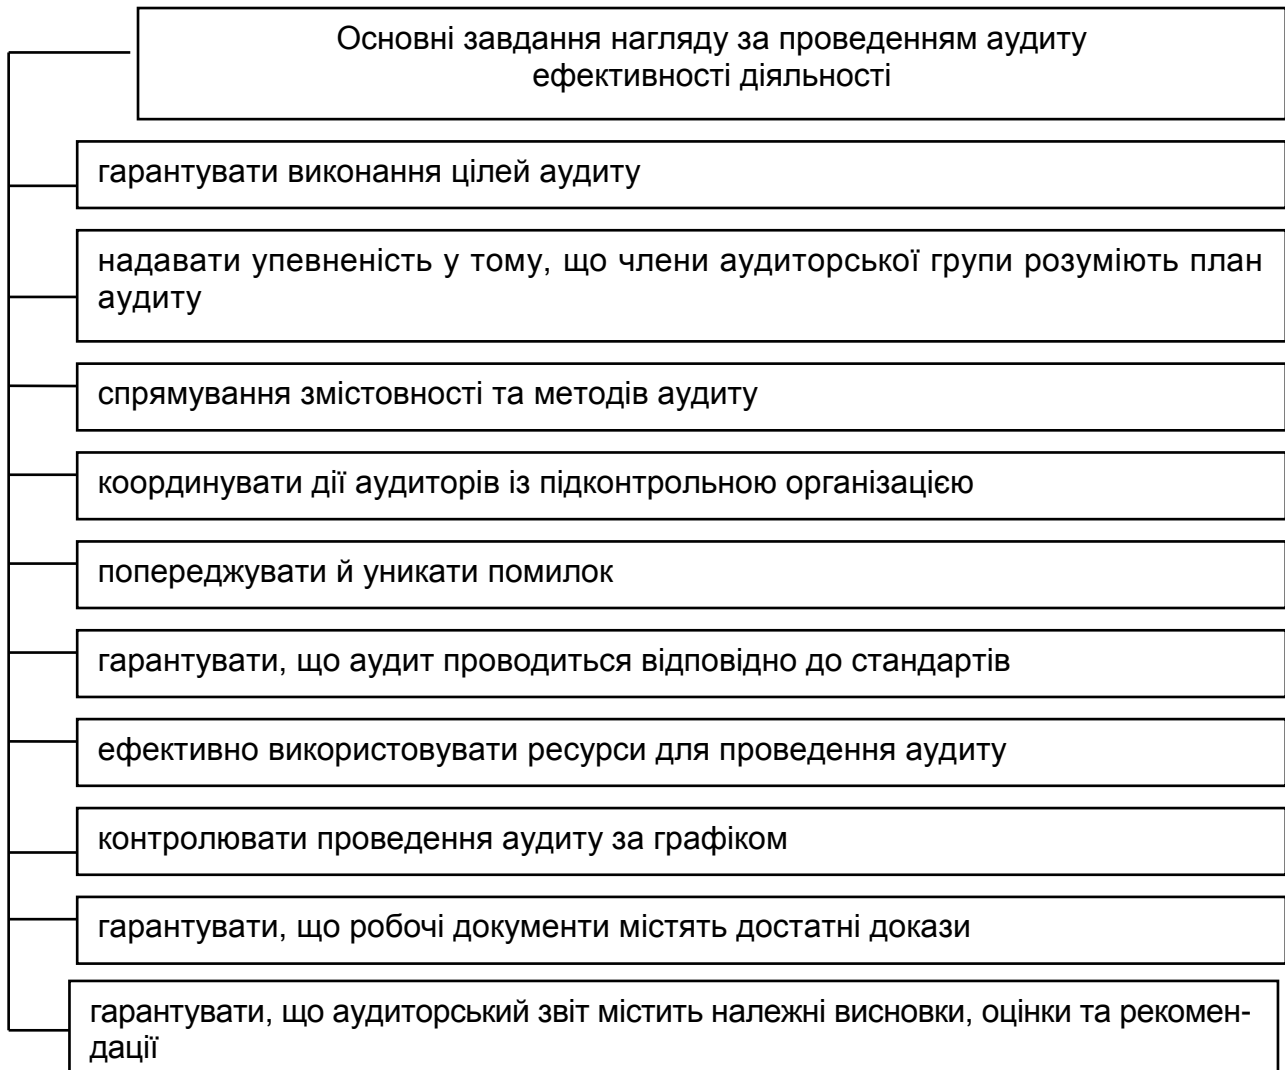 Основні завдання нагляду за проведенням аудиту
ефективності діяльності
гарантувати виконання цілей аудиту
надавати упевненість у тому, що члени аудиторської групи розуміють план
аудиту
спрямування змістовності та методів аудиту
координувати дії аудиторів із підконтрольною організацією
попереджувати й уникати помилок
гарантувати, що аудит проводиться відповідно до стандартів
ефективно використовувати ресурси для проведення аудиту
контролювати проведення аудиту за графіком
гарантувати, що робочі документи містять достатні докази
гарантувати, що аудиторський звіт містить належні висновки, оцінки та рекомен-
дації